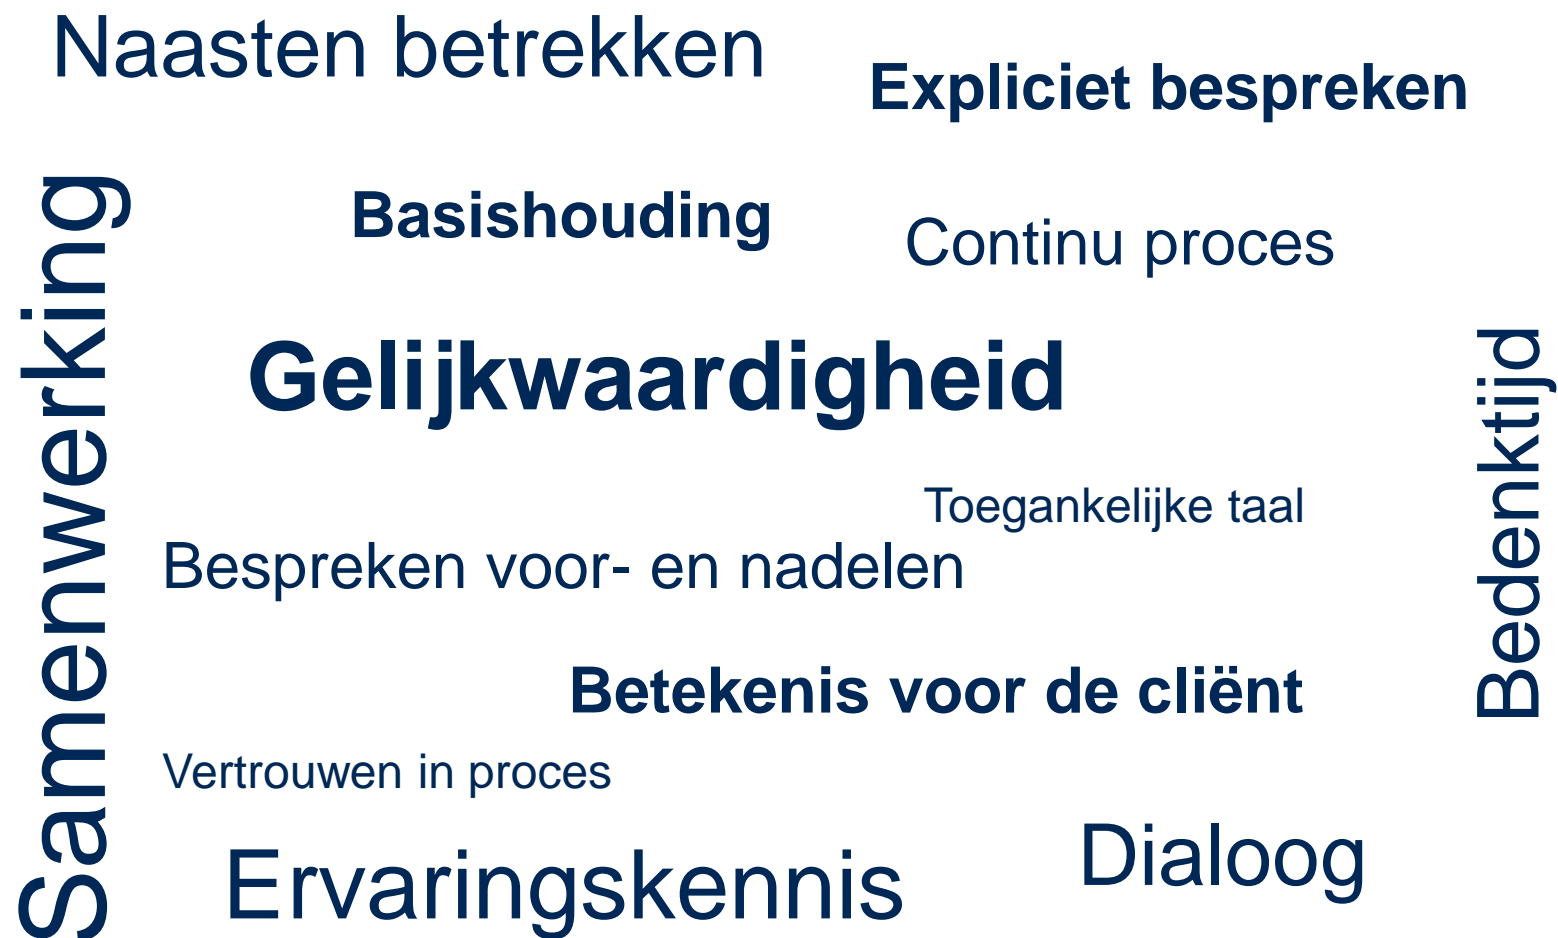 Naasten betrekken
Expliciet bespreken
Samenwerking
Basishouding
Continu proces
Gelijkwaardigheid
Bedenktijd
Toegankelijke taal
Bespreken voor- en nadelen
Betekenis voor de cliënt
Vertrouwen in proces
Dialoog
Ervaringskennis